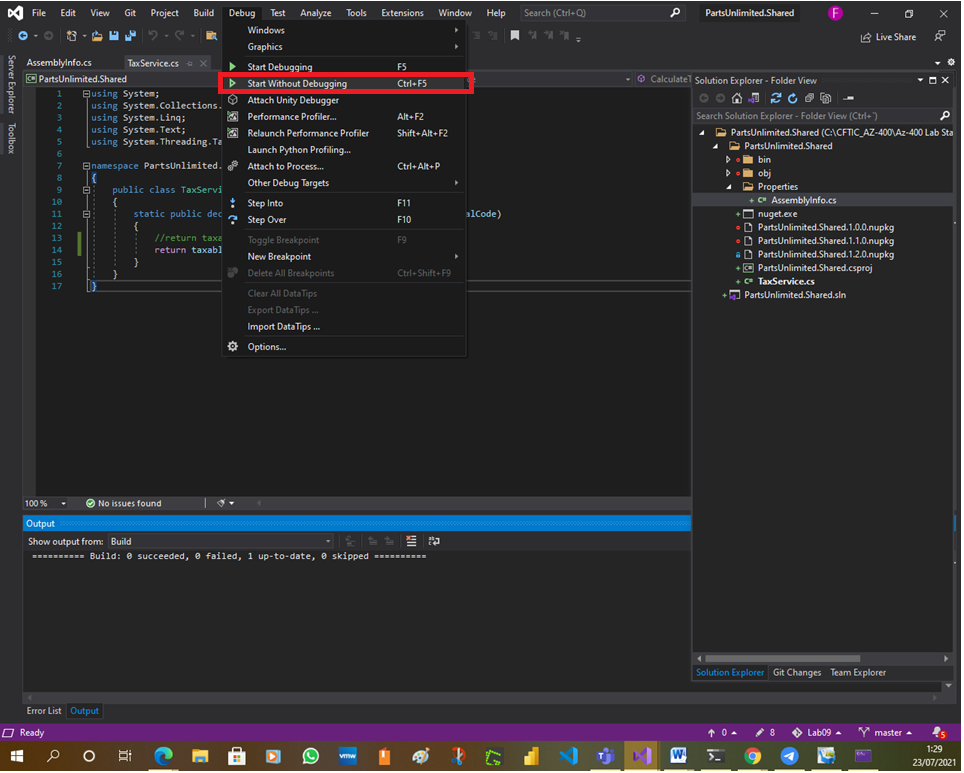 File Edit View Git Project Build Debug Test Analyze Tools Extensions Window Help Search (Ctrl+Q) PartsUnlimited.Shared F
Live Share
AssemblyInfo.cs TaxService.cs
PartsUnlimited.Shared
Server Explorer
Toolbox
Windows
Graphics
Start Debugging F5
Start Without Debugging Ctrl+F5
Attach Unity Debugger
Performance Profiler... Alt+F2
Relaunch Performance Profiler Shift+Alt+F2
Launch Python Profiling...
Attach to Process... Ctrl+Alt+P
Other Debug Targets
Step Into F11
Step Over F10
Toggle Breakpoint F9
New Breakpoint
Delete All Breakpoints Ctrl+Shift+F9
Clear All DataTips
Export DataTips ...
Import DataTips ...
Options...
1 using System;
2 using System.Collections.
3 using System.Linq;
4 using System.Text;
5 using System.Threading.Ta
6
7 namespace PartsUnlimited.
8 {
9 public class TaxServi
10 {
11 static public dec alCode)
12 {
13 //return taxa
14 return taxabl
15 }
16 }
17 }
CalculateT
Solution Explorer - Folder View
Search Solution Explorer - Folder View (Ctrl+¨)
PartsUnlimited.Shared (C:\CFTIC_AZ-400\Az-400 Lab Sta
PartsUnlimited.Shared
bin
obj
Properties
AssemblyInfo.cs
nuget.exe
PartsUnlimited.Shared.1.0.0.nupkg
PartsUnlimited.Shared.1.1.0.nupkg
PartsUnlimited.Shared.1.2.0.nupkg
PartsUnlimited.Shared.csproj
TaxService.cs
PartsUnlimited.Shared.sln
100 % No issues found
Output
Show output from: Build
========== Build: 0 succeeded, 0 failed, 1 up-to-date, 0 skipped ==========
Solution Explorer Git Changes Team Explorer
Error List Output
Ready 0 8 Lab09 master 5
1:29
23/07/2021